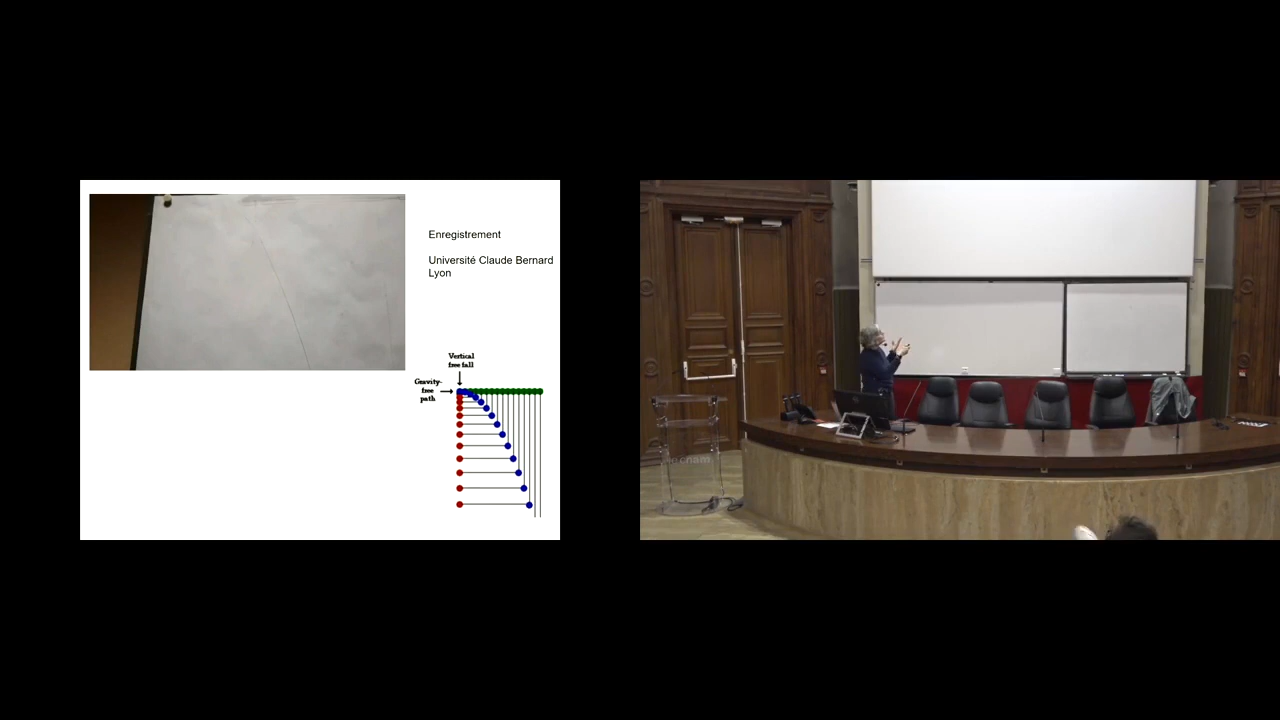 Enregistrement
Université Claude Bernard
Lyon
Vertical
free fall
Gravity-
free
path